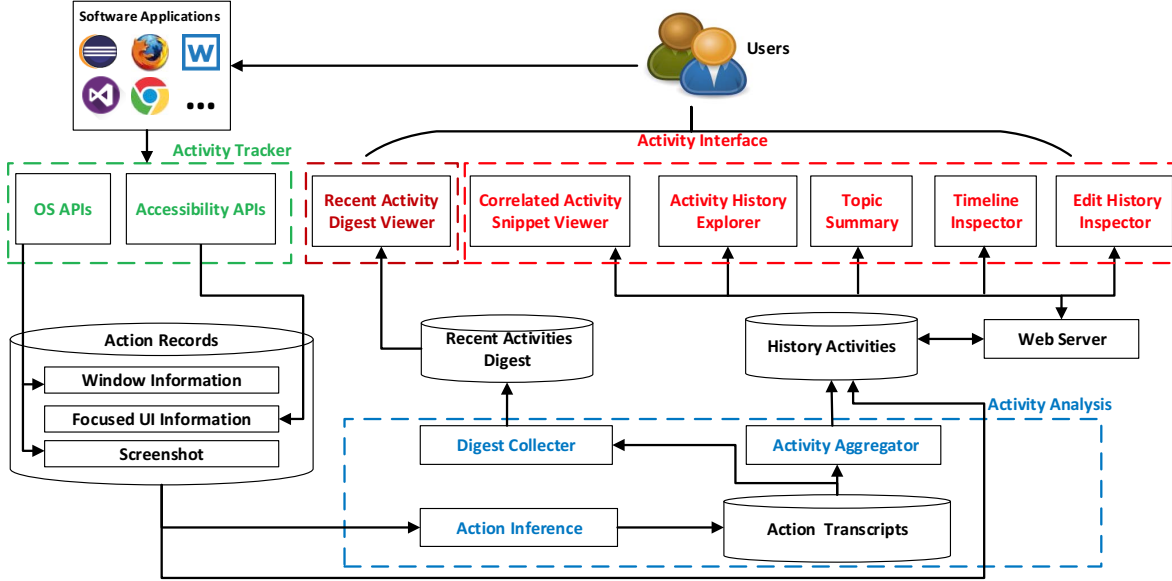 Software Applications
W
...
Users
Activity Tracker
Activity Interface
OS APIs
Accessibility APIs
Recent Activity
Digest Viewer
Correlated Activity
Snippet Viewer
Activity History
Explorer
Topic
Summary
Timeline
Inspector
Edit History
Inspector
Action Records
Window Information
Focused UI Information
Screenshot
Recent Activities
Digest
History Activities
Web Server
Activity Analysis
Digest Collecter
Activity Aggregator
Action Inference
Action Transcripts